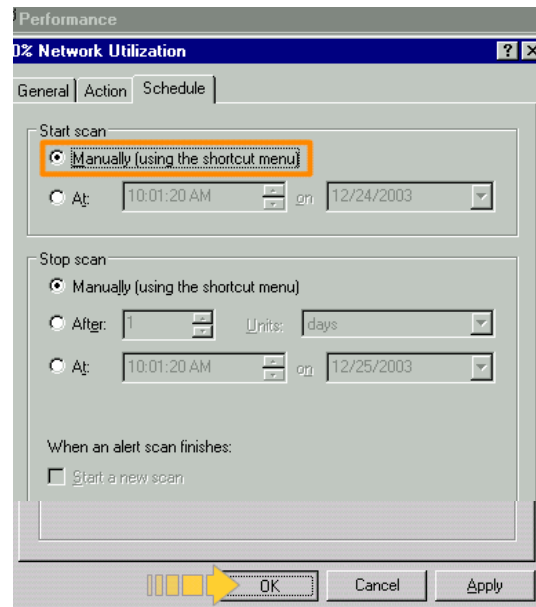 Performance
0% Network Utilization
General Action Schedule
Start scan
Manually (using the shortcut menu)
At: 10:01:20 AM on 12/24/2003
Stop scan
Manually (using the shortcut menu)
After: 1 Units: days
At: 10:01:20 AM on 12/25/2003
When an alert scan finishes:
Start a new scan
OK Cancel Apply